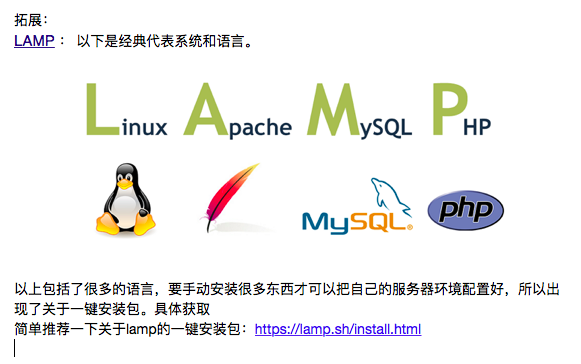 拓展：
LAMP ： 以下是经典代表系统和语言。
Linux Apache MySQL PHP
MySQL® php
以上包括了很多的语言，要手动安装很多东西才可以把自己的服务器环境配置好，所以出
现了关于一键安装包。具体获取
简单推荐一下关于lamp的一键安装包：https://lamp.sh/install.html